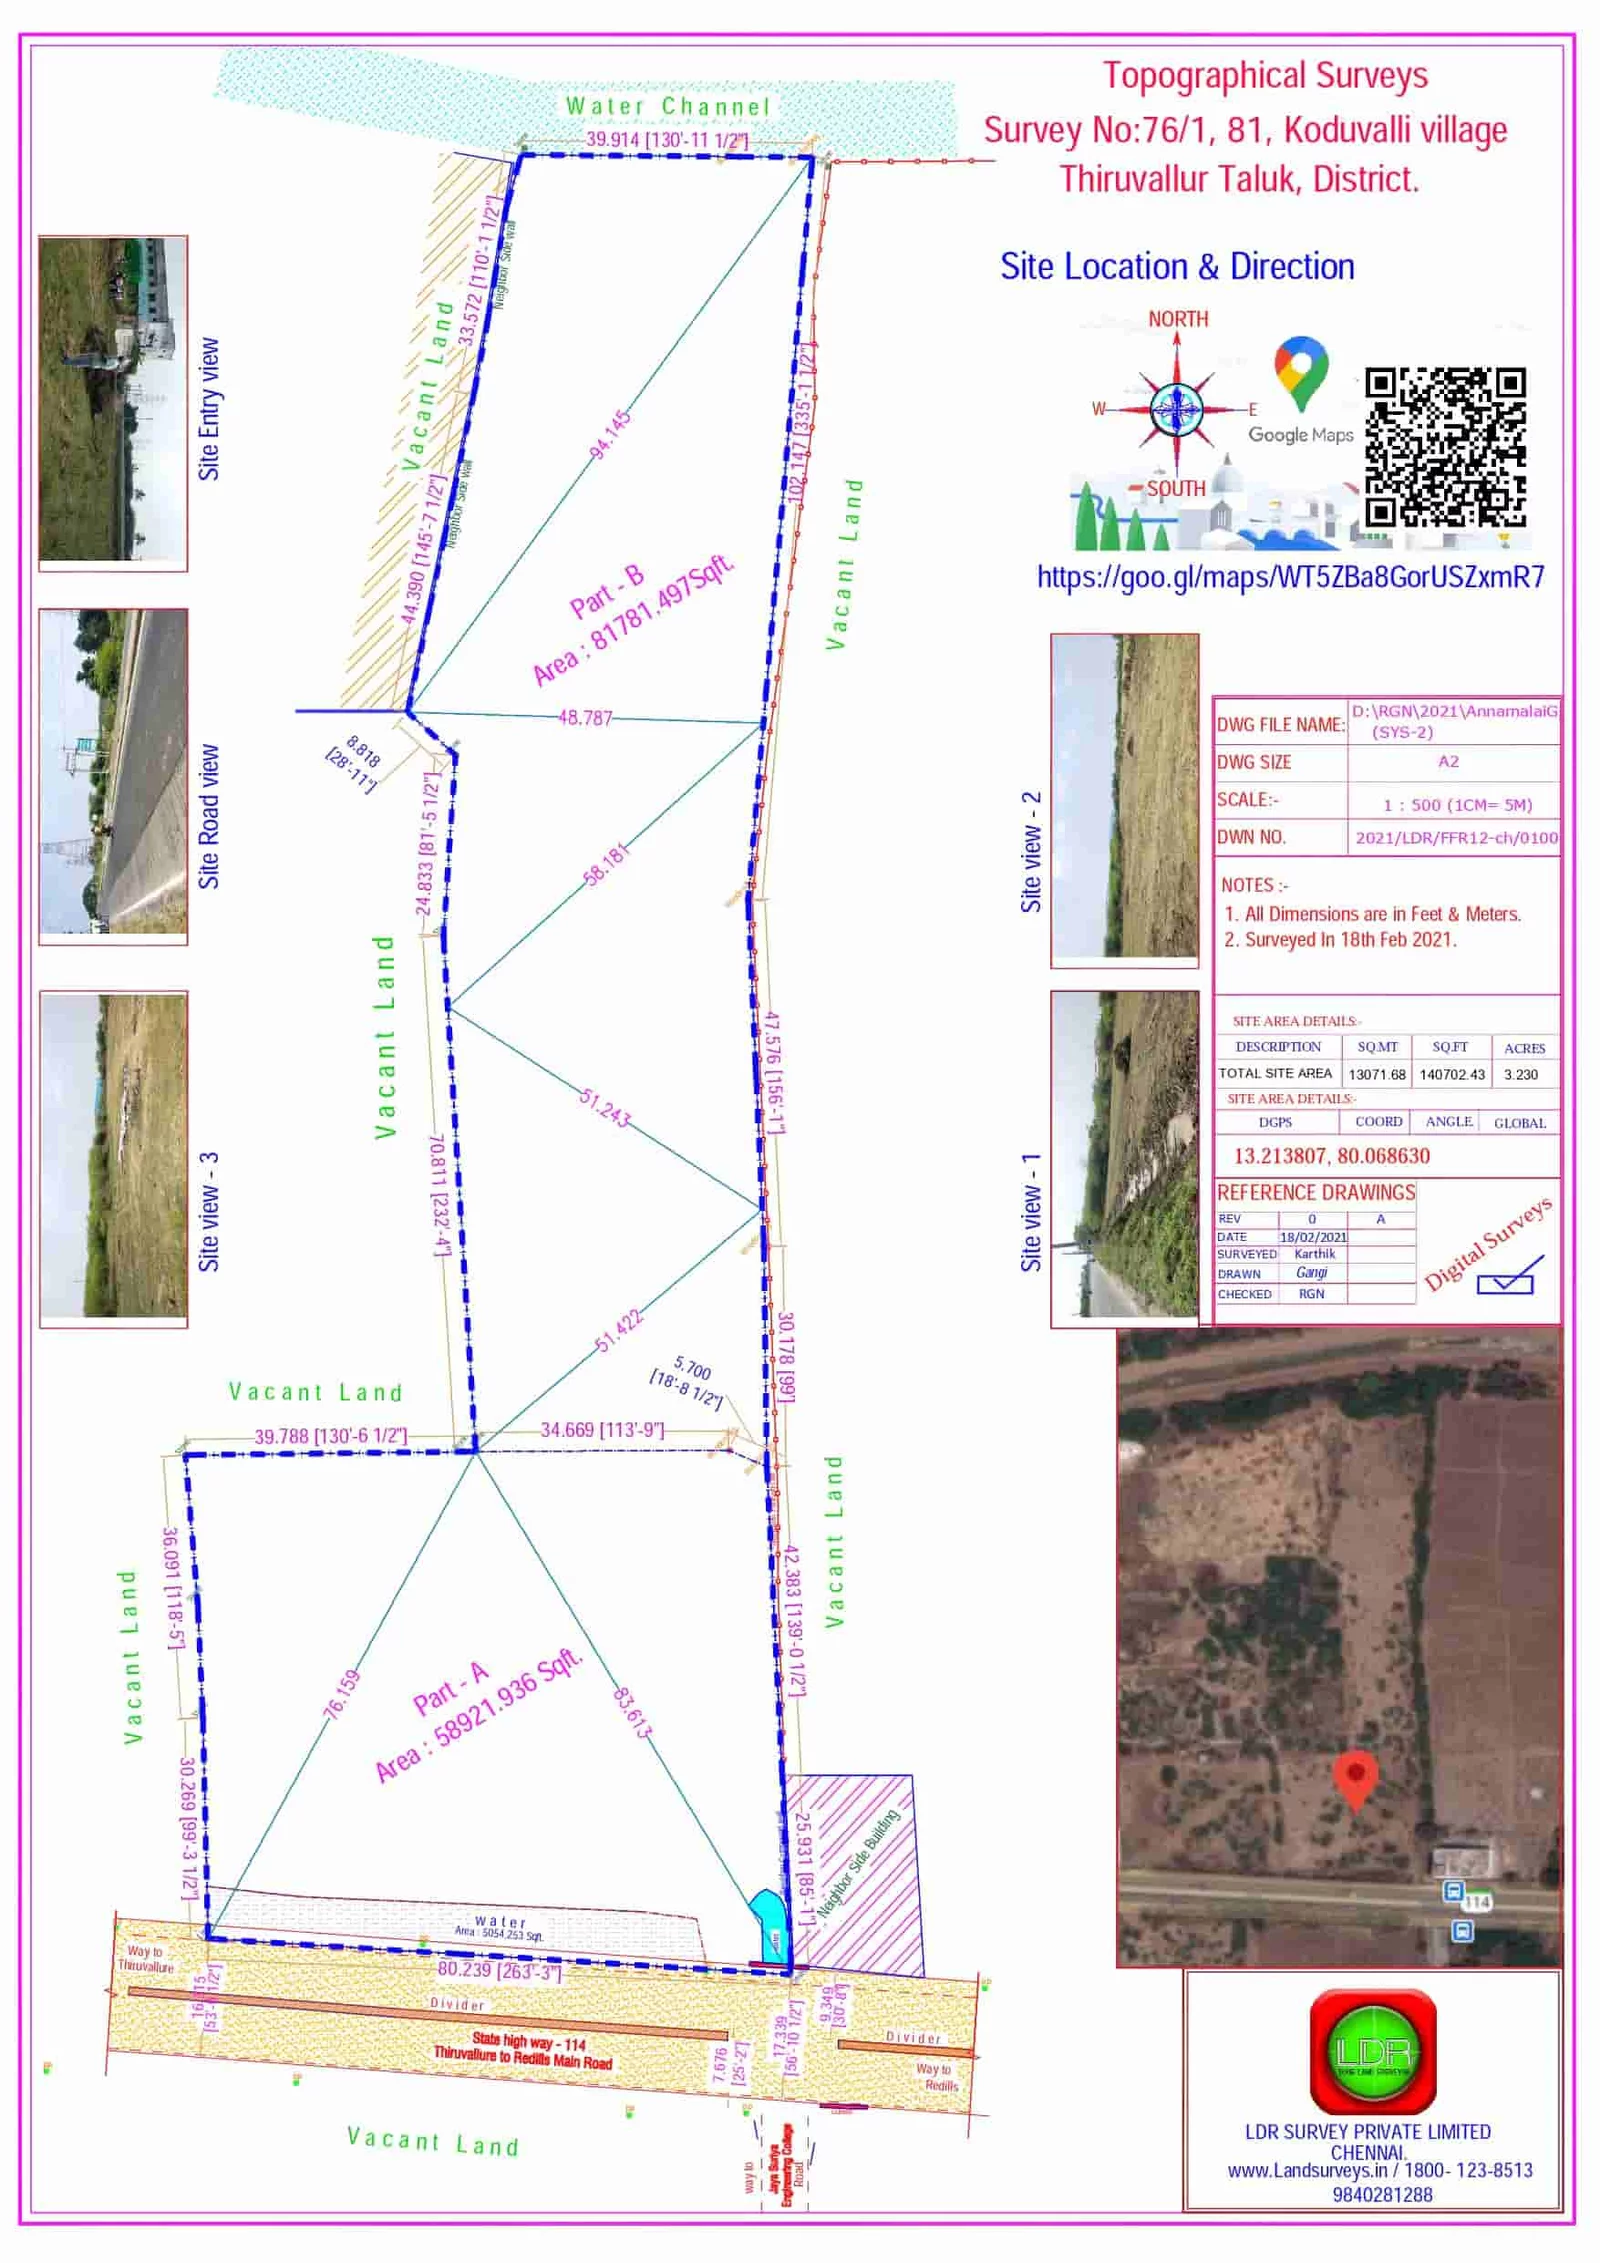 Topographical Surveys
Survey No:76/1, 81, Koduvalli village
Thiruvallur Taluk, District.
Site Location & Direction
NORTH
W
E
SOUTH
Google Maps
https://goo.gl/maps/WT5ZBa8GorUSZxmR7
Water Channel
39.914 [130'-11 1/2"]
33.572 [110'-1 1/2"]
Neighbor Side wall
Vacant Land
44.390 [145'-7 1/2"]
Neighbor Side wall
94.145
102.147 [335'-1 1/2"]
Vacant Land
Part - B
Area : 81781.497Sqft.
48.787
8.818
[28'-11"]
24.833 [81'-5 1/2"]
58.181
Vacant Land
51.243
47.576 [156'-1"]
70.811 [232'-4"]
51.422
30.178 [99']
5.700
[18'-8 1/2"]
Vacant Land
39.788 [130'-6 1/2"]
34.669 [113'-9"]
36.091 [118'-5"]
Vacant Land
30.269 [99'-3 1/2"]
76.159
Part - A
Area : 58921.936 Sqft.
83.613
42.383 [139'-0 1/2"]
Vacant Land
25.931 [85'-1"]
Neighbor Side Building
water
Area : 5054.253 Sqft.
80.239 [263'-3"]
Way to
Thiruvallure
Divider
State high way - 114
Thiruvallure to Redills Main Road
7.676
[25'-2"]
17.339
[56'-10 1/2"]
9.349
[30'-8"]
Divider
Way to
Redills
Vacant Land
way to
Jaya Suriya
Engineering College
Road
Site Entry view
Site Road view
Site view - 3
Site view - 2
Site view - 1
DWG FILE NAME: D:\RGN\2021\AnnamalaiG
(SYS-2)
DWG SIZE A2
SCALE:- 1 : 500 (1CM= 5M)
DWN NO. 2021/LDR/FFR12-ch/0100
NOTES :-
1. All Dimensions are in Feet & Meters.
2. Surveyed In 18th Feb 2021.
SITE AREA DETAILS:-
DESCRIPTION SQ.MT SQ.FT ACRES
TOTAL SITE AREA 13071.68 140702.43 3.230
SITE AREA DETAILS:-
DGPS COORD ANGLE GLOBAL
13.213807, 80.068630
REFERENCE DRAWINGS
REV 0 A
DATE 18/02/2021
SURVEYED Karthik
DRAWN Gangi
CHECKED RGN
Digital Surveys
114
LDR
LDR SURVEY PRIVATE LIMITED
CHENNAI.
www.Landsurveys.in / 1800- 123-8513
9840281288